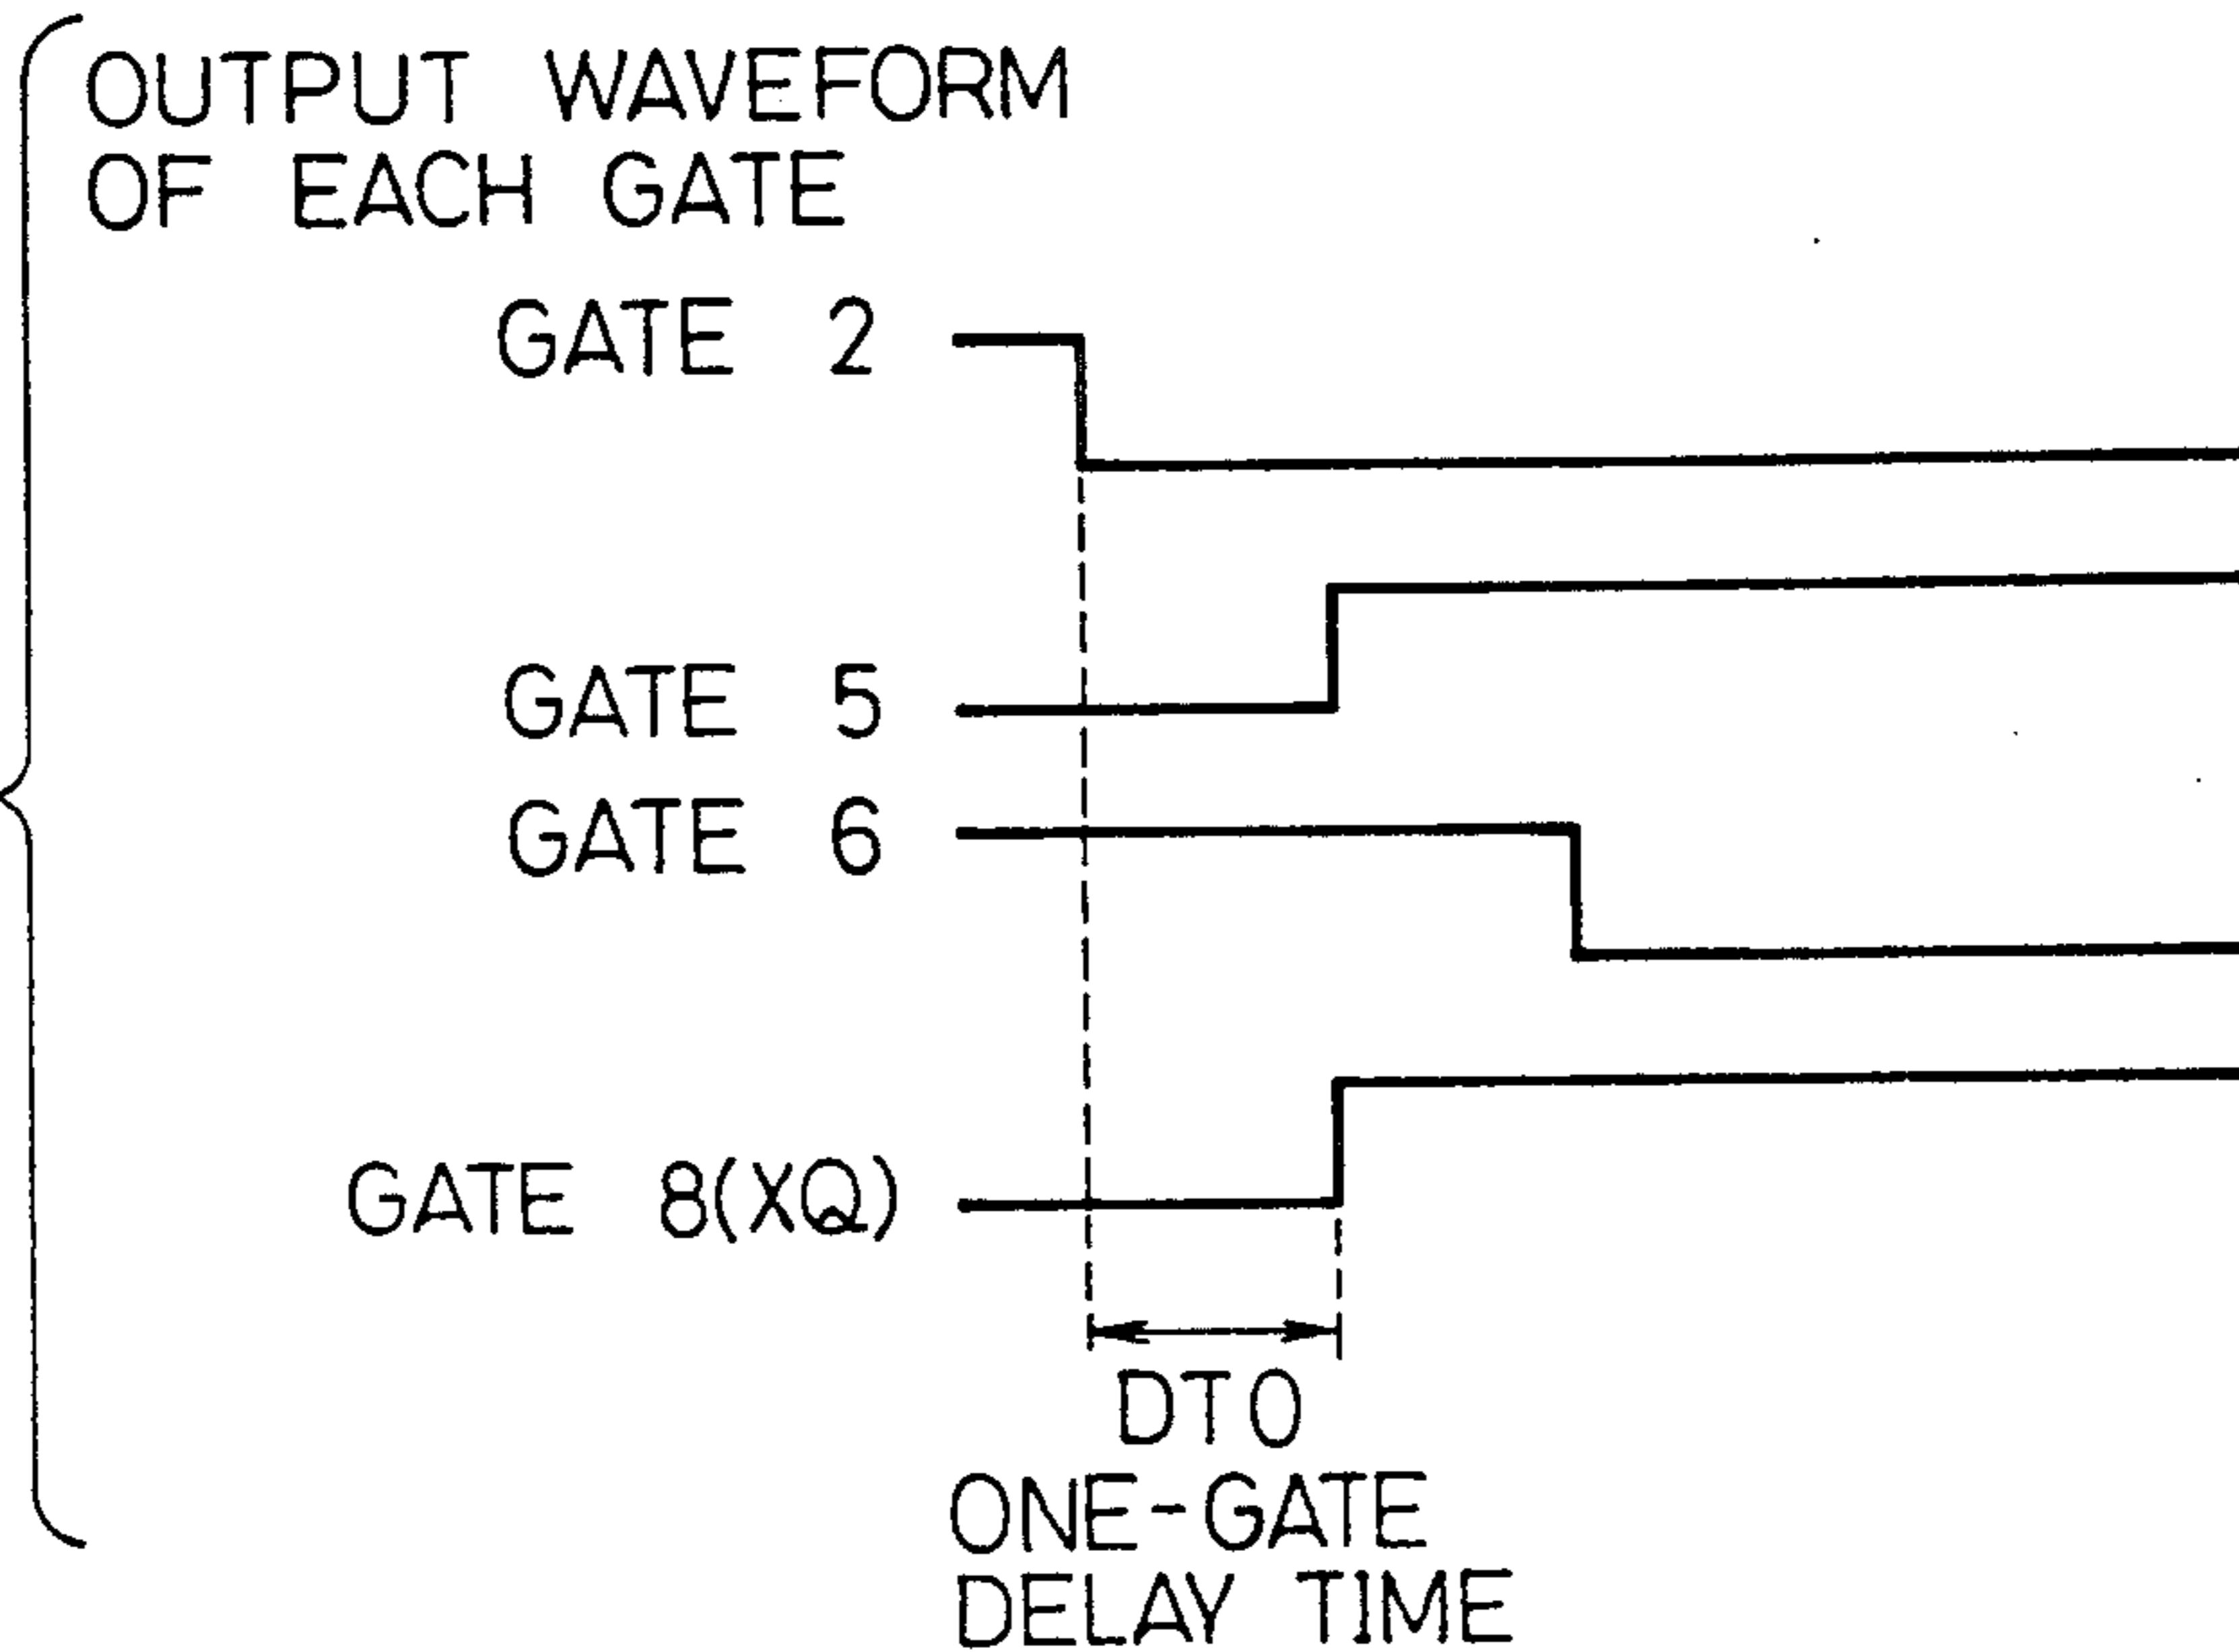 OUTPUT WAVEFORM
OF EACH GATE
GATE 2
GATE 5
GATE 6
GATE 8(XQ)
DT0
ONE-GATE
DELAY TIME